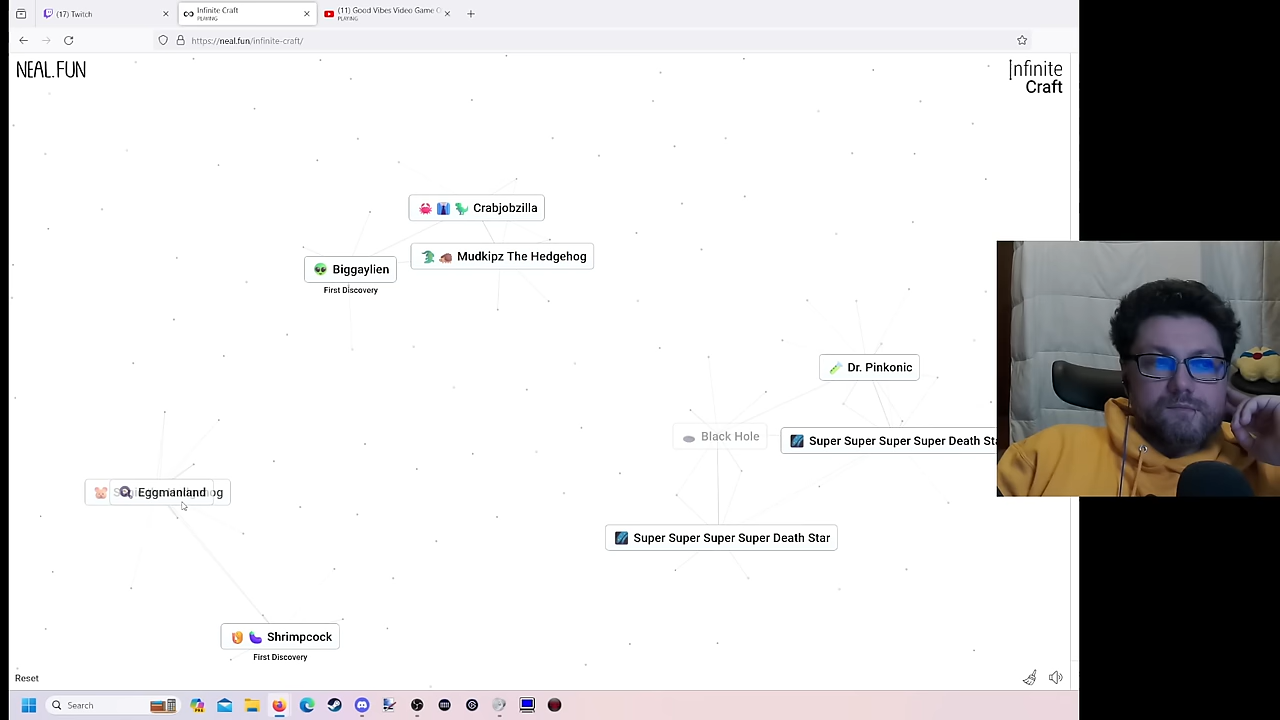 (17) Twitch
Infinite Craft
PLAYING
(11) Good Vibes Video Game
PLAYING
https://neal.fun/infinite-craft/
NEAL.FUN
Infinite
Craft
Crabjobzilla
Mudkipz The Hedgehog
Biggaylien
First Discovery
Dr. Pinkonic
Black Hole
Super Super Super Super Death Sta
Eggmanland
Super Super Super Super Death Star
Shrimpcock
First Discovery
Reset
Search